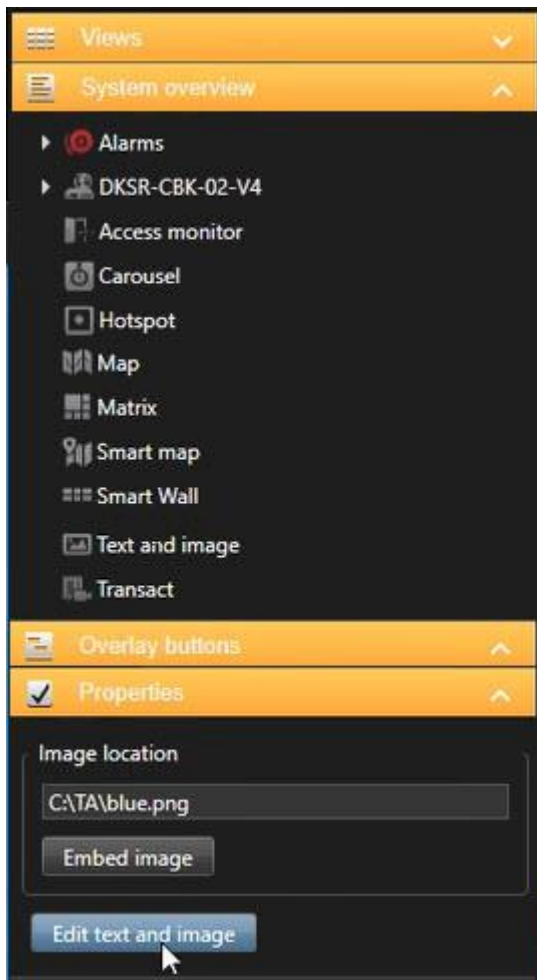 Views
System overview
Alarms
DKSR-CBK-02-V4
Access monitor
Carousel
Hotspot
Map
Matrix
Smart map
Smart Wall
Text and image
Transact
Overlay buttons
Properties
Image location
C:\TA\blue.png
Embed image
Edit text and image